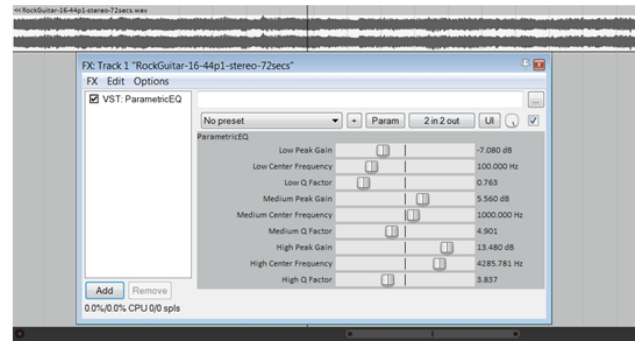 <<RockGuitar-16-44p1-stereo-72secs.wav
FX: Track 1 "RockGuitar-16-44p1-stereo-72secs"
FX Edit Options
VST: ParametricEQ
...
No preset + Param 2 in 2 out UI
ParametricEQ
Low Peak Gain -7.080 dB
Low Center Frequency 100.000 Hz
Low Q Factor 0.763
Medium Peak Gain 5.560 dB
Medium Center Frequency 1000.000 Hz
Medium Q Factor 4.901
High Peak Gain 13.480 dB
High Center Frequency 4285.781 Hz
High Q Factor 3.837
Add Remove
0.0%/0.0% CPU 0/0 spls